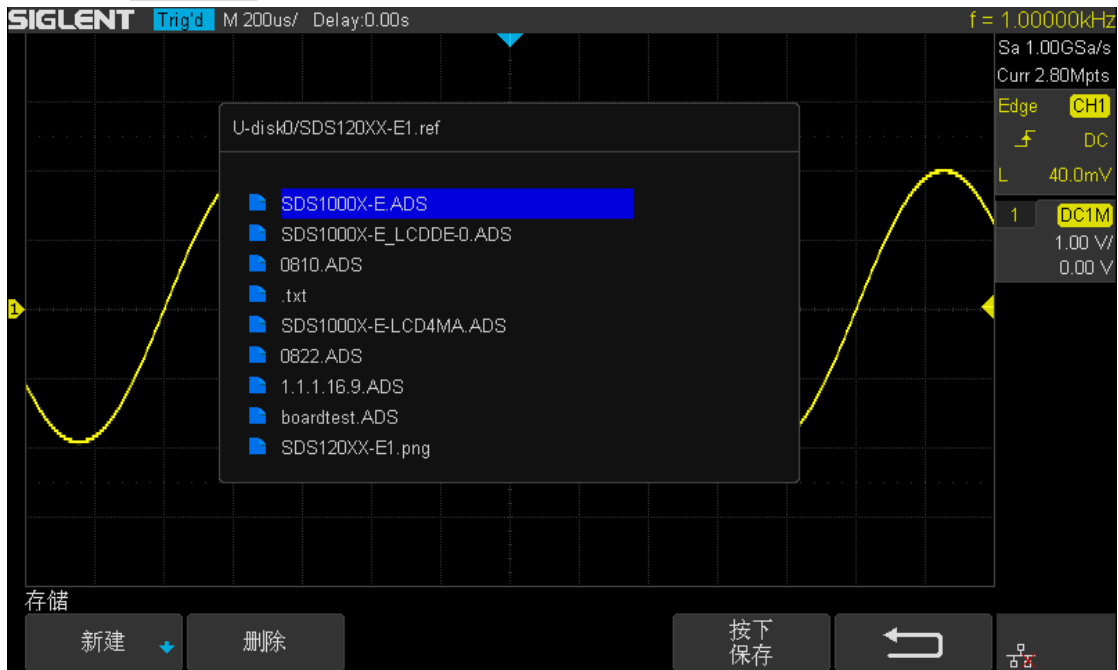 SIGLENT Trig'd M 200us/ Delay:0.00s f = 1.00000kHz
Sa 1.00GSa/s
Curr 2.80Mpts
Edge CH1
DC
L 40.0mV
1 DC1M
1.00 V/
0.00 V
U-disk0/SDS120XX-E1.ref
SDS1000X-E.ADS
SDS1000X-E_LCDDE-0.ADS
0810.ADS
.txt
SDS1000X-E-LCD4MA.ADS
0822.ADS
1.1.1.16.9.ADS
boardtest.ADS
SDS120XX-E1.png
1
存储
新建
删除
按下
保存